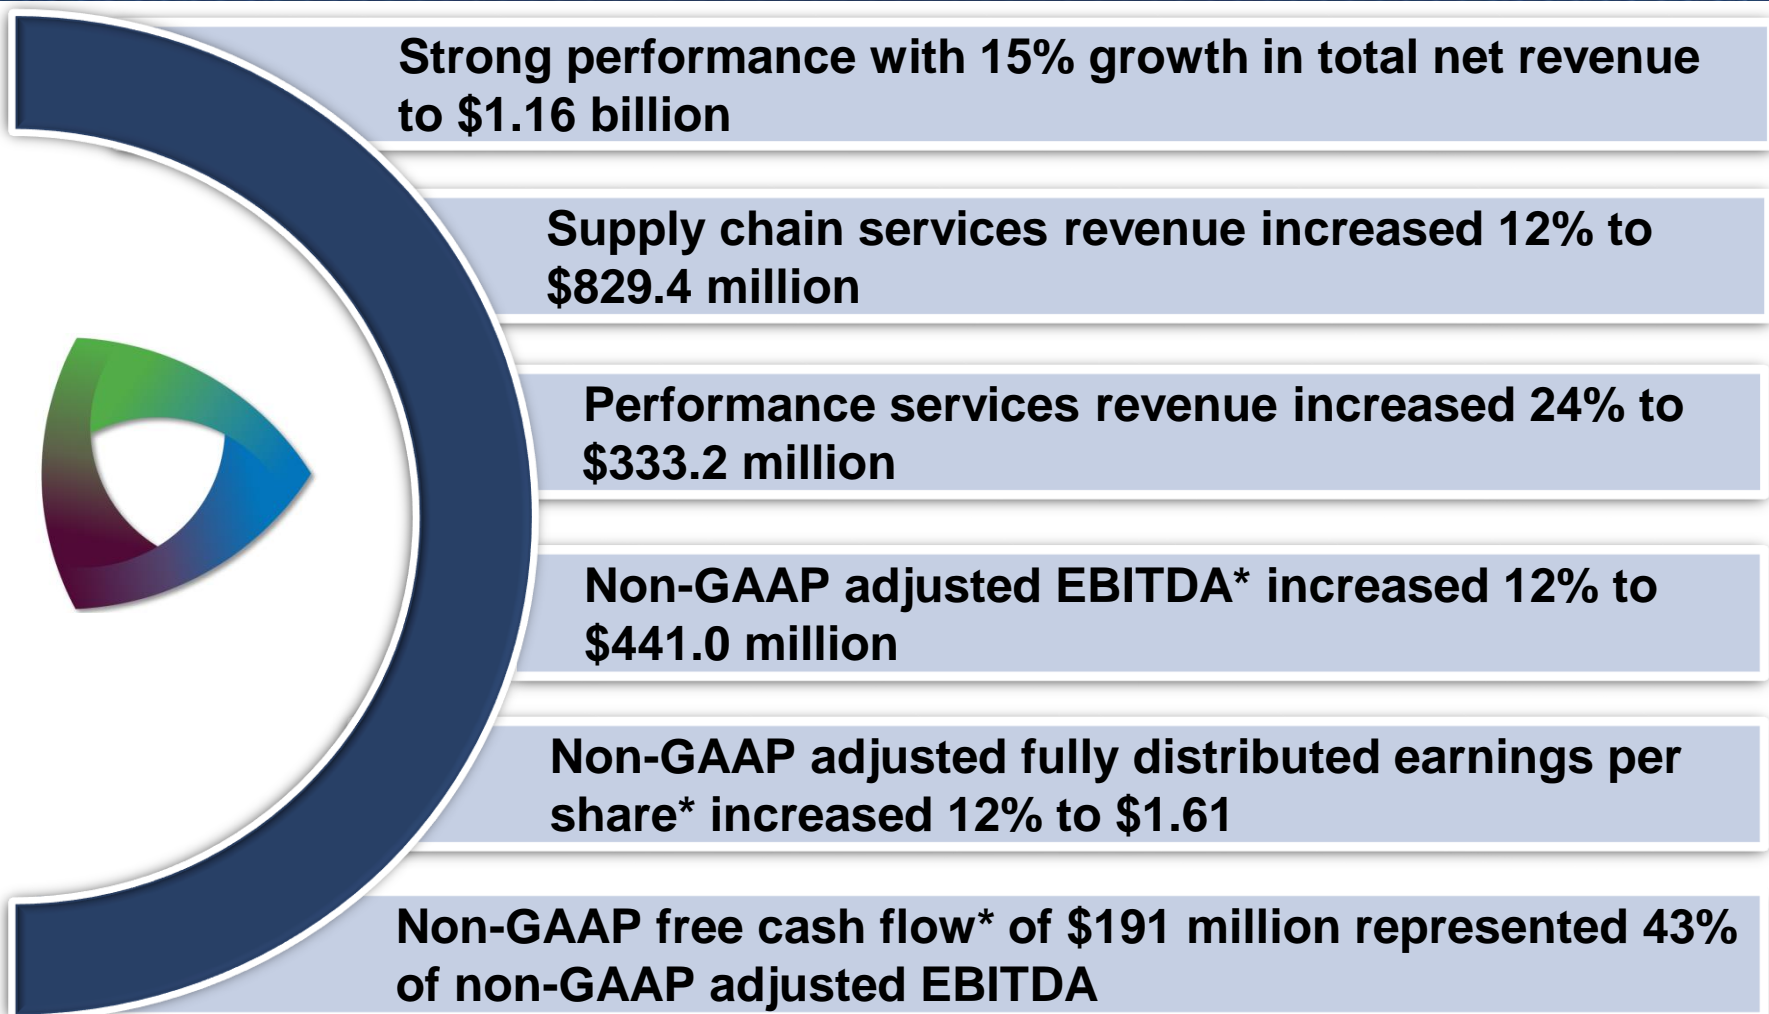 Strong performance with 15% growth in total net revenue
to $1.16 billion
Supply chain services revenue increased 12% to
$829.4 million
Performance services revenue increased 24% to
$333.2 million
Non-GAAP adjusted EBITDA* increased 12% to
$441.0 million
Non-GAAP adjusted fully distributed earnings per
share* increased 12% to $1.61
Non-GAAP free cash flow* of $191 million represented 43%
of non-GAAP adjusted EBITDA